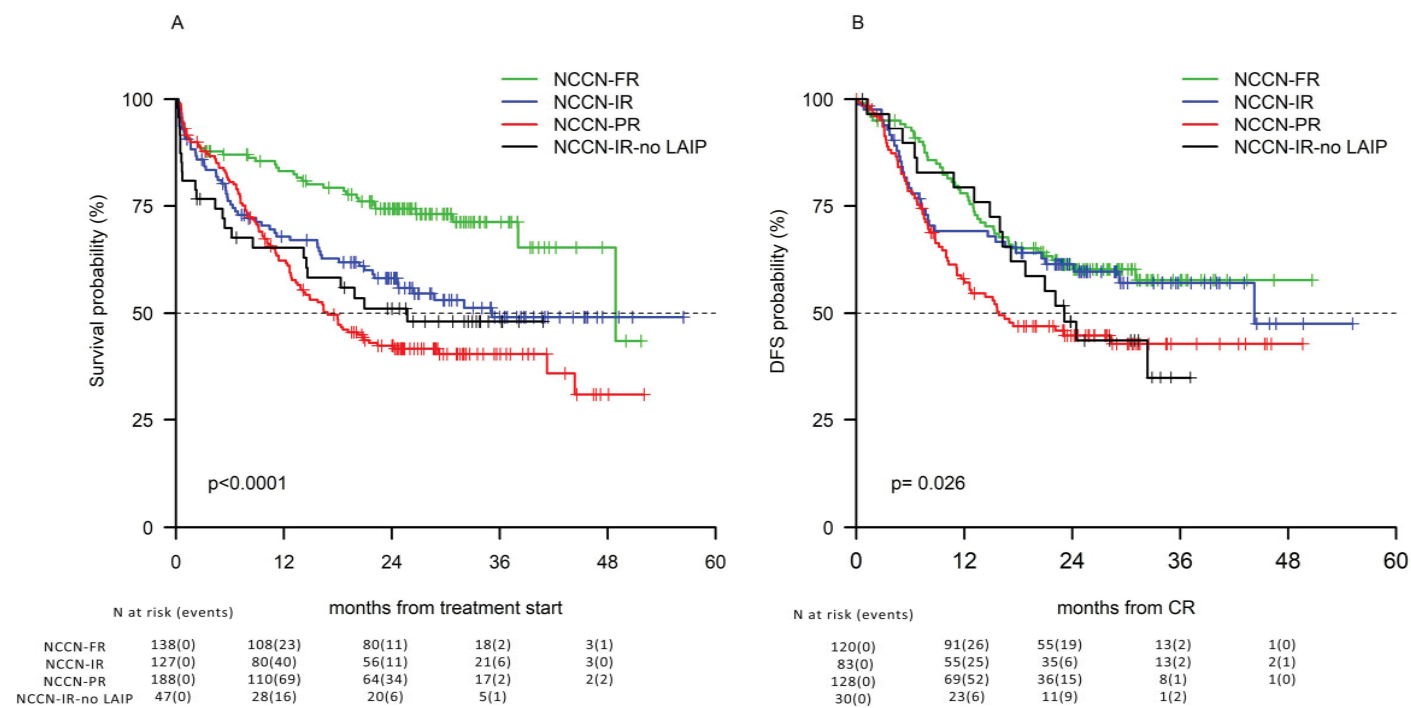 A
NCCN-FR
NCCN-IR
NCCN-PR
NCCN-IR-no LAIP
Survival probability (%)
100
75
50
25
0
p<0.0001
0 12 24 36 48 60
N at risk (events) months from treatment start
NCCN-FR 138(0) 108(23) 80(11) 18(2) 3(1)
NCCN-IR 127(0) 80(40) 56(11) 21(6) 3(0)
NCCN-PR 188(0) 110(69) 64(34) 17(2) 2(2)
NCCN-IR-no LAIP 47(0) 28(16) 20(6) 5(1)
B
NCCN-FR
NCCN-IR
NCCN-PR
NCCN-IR-no LAIP
DFS probability (%)
100
75
50
25
0
p= 0.026
0 12 24 36 48 60
N at risk (events) months from CR
120(0) 91(26) 55(19) 13(2) 1(0)
83(0) 55(25) 35(6) 13(2) 2(1)
128(0) 69(52) 36(15) 8(1) 1(0)
30(0) 23(6) 11(9) 1(2)